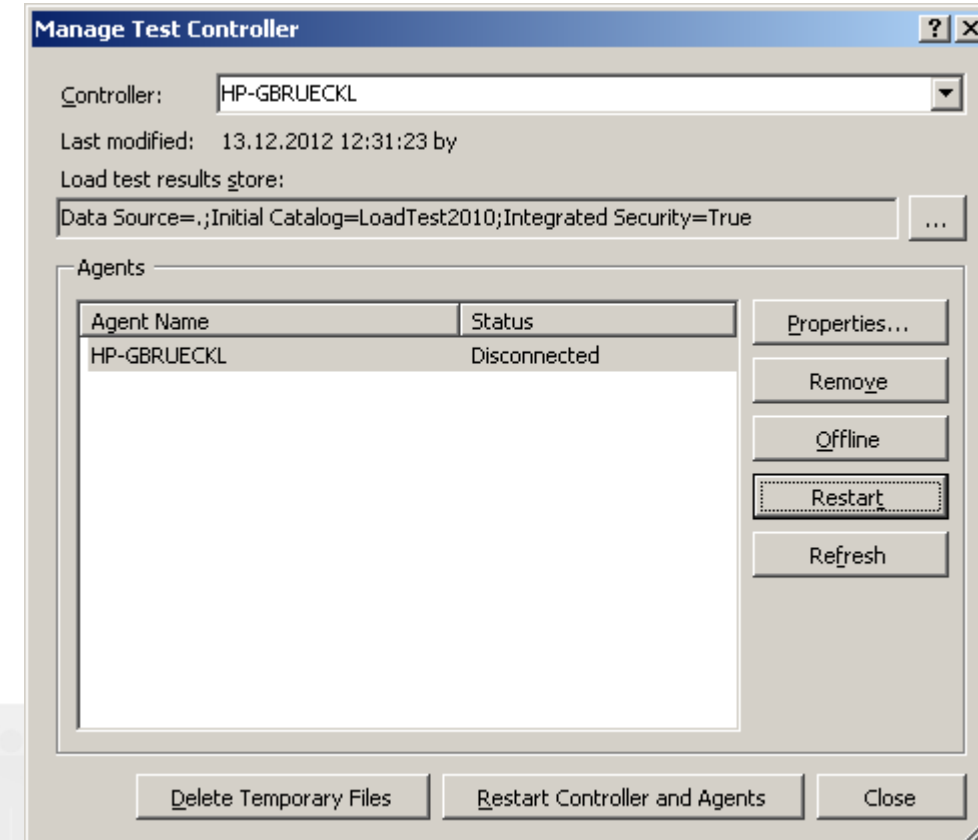 Manage Test Controller
Controller: HP-GBRUECKL
Last modified: 13.12.2012 12:31:23 by
Load test results store:
Data Source=.;Initial Catalog=LoadTest2010;Integrated Security=True ...
Agents
Agent Name Status
HP-GBRUECKL Disconnected
Properties...
Remove
Offline
Restart
Refresh
Delete Temporary Files Restart Controller and Agents Close